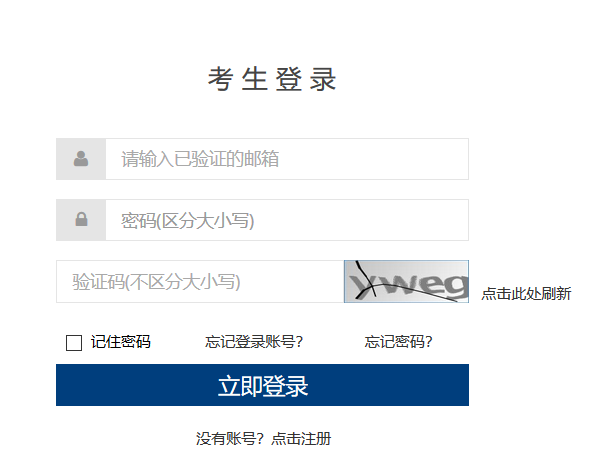 考生登录
请输入已验证的邮箱
密码(区分大小写)
验证码(不区分大小写)
yweg
点击此处刷新
记住密码 忘记登录账号? 忘记密码?
立即登录
没有账号? 点击注册